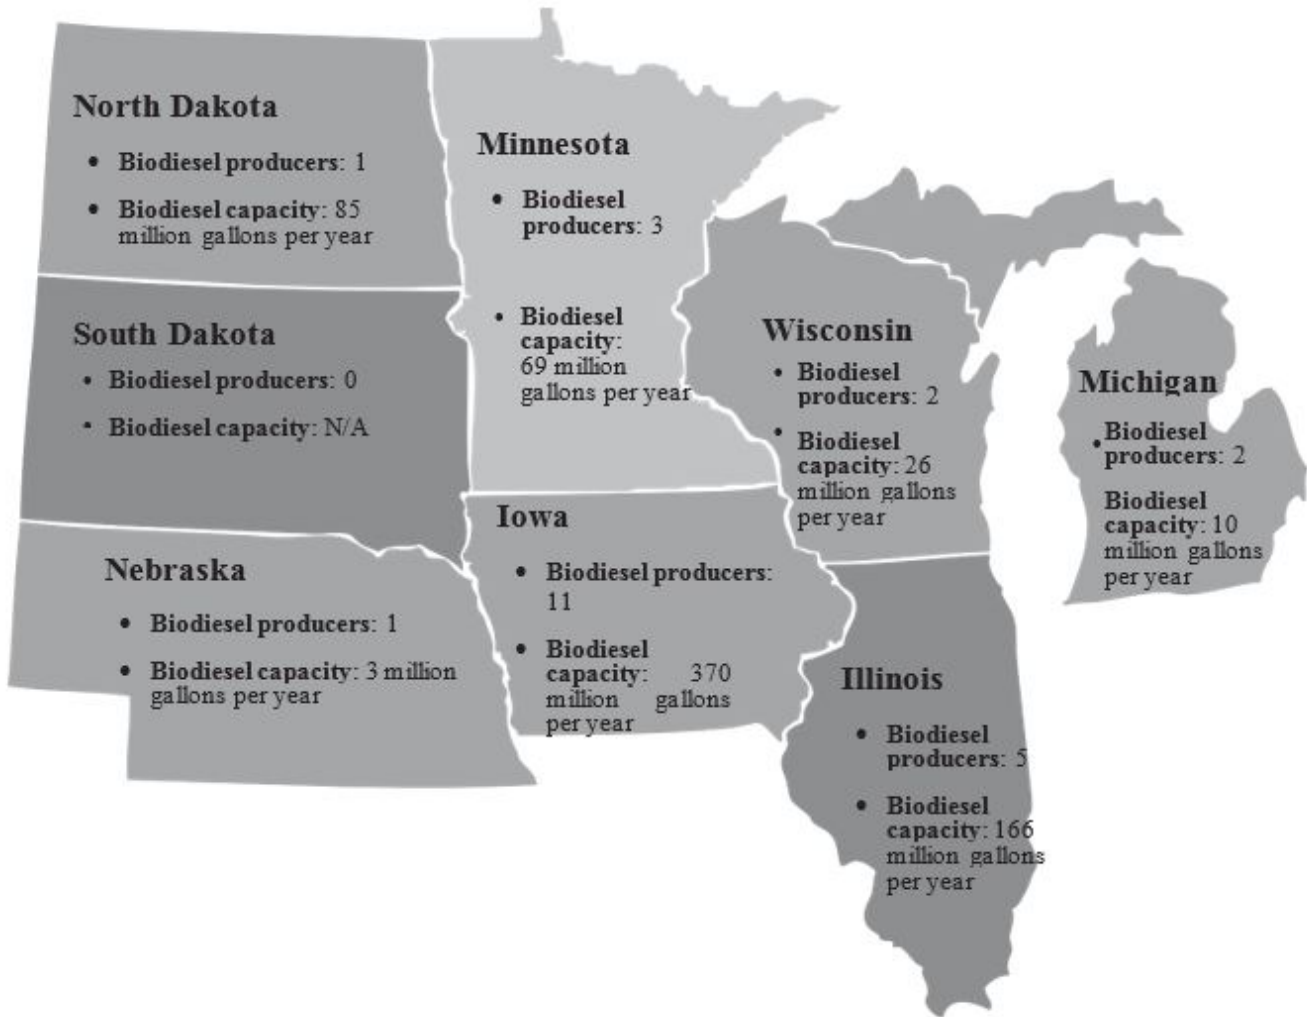 North Dakota
• Biodiesel producers: 1
• Biodiesel capacity: 85
million gallons per year
Minnesota
• Biodiesel
producers: 3
• Biodiesel
capacity:
69 million
gallons per year
South Dakota
• Biodiesel producers: 0
• Biodiesel capacity: N/A
Wisconsin
• Biodiesel
producers: 2
• Biodiesel
capacity: 26
million gallons
per year
Michigan
• Biodiesel
producers: 2
Biodiesel
capacity: 10
million gallons
per year
Nebraska
• Biodiesel producers: 1
• Biodiesel capacity: 3 million
gallons per year
Iowa
• Biodiesel producers:
11
• Biodiesel
capacity: 370
million gallons
per year
Illinois
• Biodiesel
producers: 5
• Biodiesel
capacity: 166
million gallons
per year